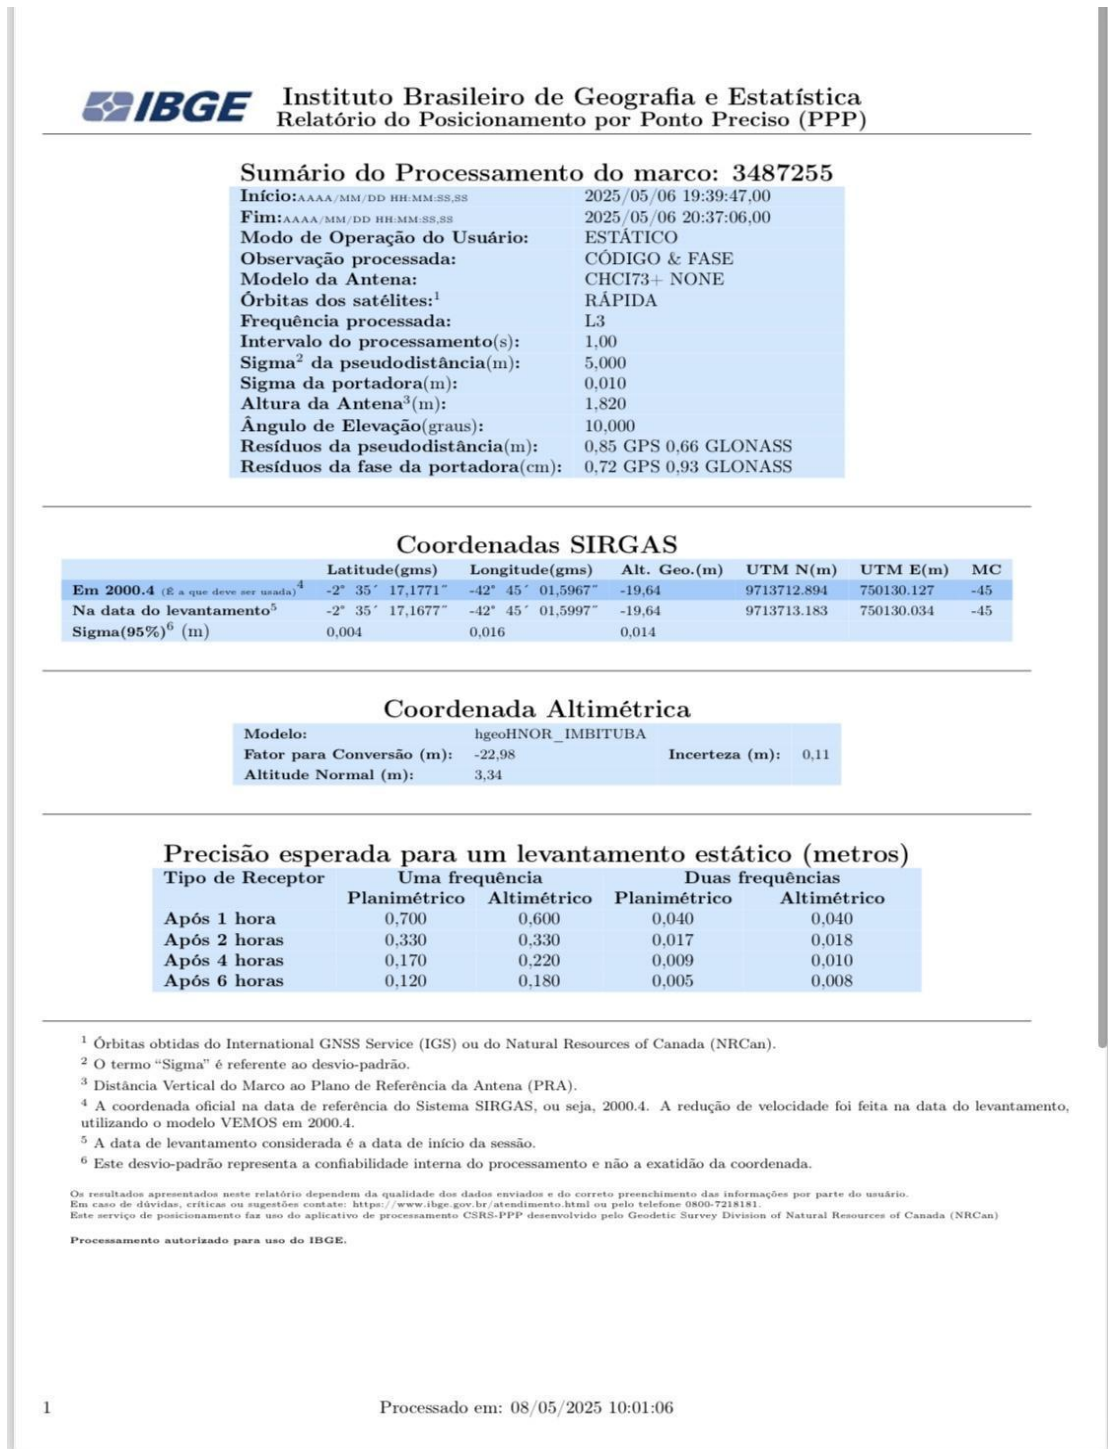 IBGE
Instituto Brasileiro de Geografia e Estatística
Relatório do Posicionamento por Ponto Preciso (PPP)
Sumário do Processamento do marco: 3487255
Início:AAAA/MM/DD HH:MM:SS,SS 2025/05/06 19:39:47,00
Fim:AAAA/MM/DD HH:MM:SS,SS 2025/05/06 20:37:06,00
Modo de Operação do Usuário: ESTÁTICO
Observação processada: CÓDIGO & FASE
Modelo da Antena: CHCI73+ NONE
Órbitas dos satélites:¹ RÁPIDA
Frequência processada: L3
Intervalo do processamento(s): 1,00
Sigma² da pseudodistância(m): 5,000
Sigma da portadora(m): 0,010
Altura da Antena³(m): 1,820
Ângulo de Elevação(graus): 10,000
Resíduos da pseudodistância(m): 0,85 GPS 0,66 GLONASS
Resíduos da fase da portadora(cm): 0,72 GPS 0,93 GLONASS
Coordenadas SIRGAS
Latitude(gms) Longitude(gms) Alt. Geo.(m) UTM N(m) UTM E(m) MC
Em 2000.4 (É a que deve ser usada)⁴ -2° 35´ 17,1771˝ -42° 45´ 01,5967˝ -19,64 9713712.894 750130.127 -45
Na data do levantamento⁵ -2° 35´ 17,1677˝ -42° 45´ 01,5997˝ -19,64 9713713.183 750130.034 -45
Sigma(95%)⁶ (m) 0,004 0,016 0,014
Coordenada Altimétrica
Modelo: hgeoHNOR_IMBITUBA
Fator para Conversão (m): -22,98 Incerteza (m): 0,11
Altitude Normal (m): 3,34
Precisão esperada para um levantamento estático (metros)
Tipo de Receptor Uma frequência Duas frequências
Planimétrico Altimétrico Planimétrico Altimétrico
Após 1 hora 0,700 0,600 0,040 0,040
Após 2 horas 0,330 0,330 0,017 0,018
Após 4 horas 0,170 0,220 0,009 0,010
Após 6 horas 0,120 0,180 0,005 0,008
¹ Órbitas obtidas do International GNSS Service (IGS) ou do Natural Resources of Canada (NRCan).
² O termo “Sigma” é referente ao desvio-padrão.
³ Distância Vertical do Marco ao Plano de Referência da Antena (PRA).
⁴ A coordenada oficial na data de referência do Sistema SIRGAS, ou seja, 2000.4. A redução de velocidade foi feita na data do levantamento,
utilizando o modelo VEMOS em 2000.4.
⁵ A data de levantamento considerada é a data de início da sessão.
⁶ Este desvio-padrão representa a confiabilidade interna do processamento e não a exatidão da coordenada.
Os resultados apresentados neste relatório dependem da qualidade dos dados enviados e do correto preenchimento das informações por parte do usuário.
Em caso de dúvidas, críticas ou sugestões contate: https://www.ibge.gov.br/atendimento.html ou pelo telefone 0800-7218181.
Este serviço de posicionamento faz uso do aplicativo de processamento CSRS-PPP desenvolvido pelo Geodetic Survey Division of Natural Resources of Canada (NRCan)
Processamento autorizado para uso do IBGE.
1 Processado em: 08/05/2025 10:01:06